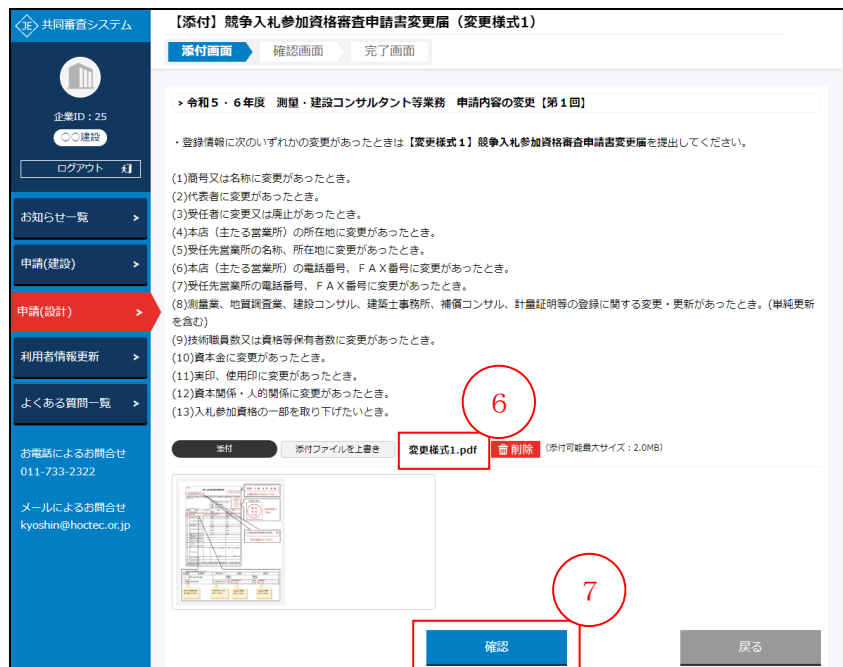 JE 共同審査システム
企業ID：25
〇〇建設
ログアウト
お知らせ一覧 >
申請(建設) >
申請(設計) >
利用者情報更新 >
よくある質問一覧 >
お電話によるお問合せ
011-733-2322
メールによるお問合せ
kyoshin@hoctec.or.jp
【添付】競争入札参加資格審査申請書変更届（変更様式1）
添付画面 確認画面 完了画面
> 令和５・６年度　測量・建設コンサルタント等業務　申請内容の変更【第１回】
・登録情報に次のいずれかの変更があったときは【変更様式１】競争入札参加資格審査申請書変更届を提出してください。
(1)商号又は名称に変更があったとき。
(2)代表者に変更があったとき。
(3)受任者に変更又は廃止があったとき。
(4)本店（主たる営業所）の所在地に変更があったとき。
(5)受任先営業所の名称、所在地に変更があったとき。
(6)本店（主たる営業所）の電話番号、ＦＡＸ番号に変更があったとき。
(7)受任先営業所の電話番号、ＦＡＸ番号に変更があったとき。
(8)測量業、地質調査業、建設コンサル、建築士事務所、補償コンサル、計量証明等の登録に関する変更・更新があったとき。(単純更新
を含む)
(9)技術職員数又は資格等保有者数に変更があったとき。
(10)資本金に変更があったとき。
(11)実印、使用印に変更があったとき。
(12)資本関係・人的関係に変更があったとき。
(13)入札参加資格の一部を取り下げたいとき。
6
添付 添付ファイルを上書き 変更様式1.pdf 削除 (添付可能最大サイズ：2.0MB)
7
確認 戻る